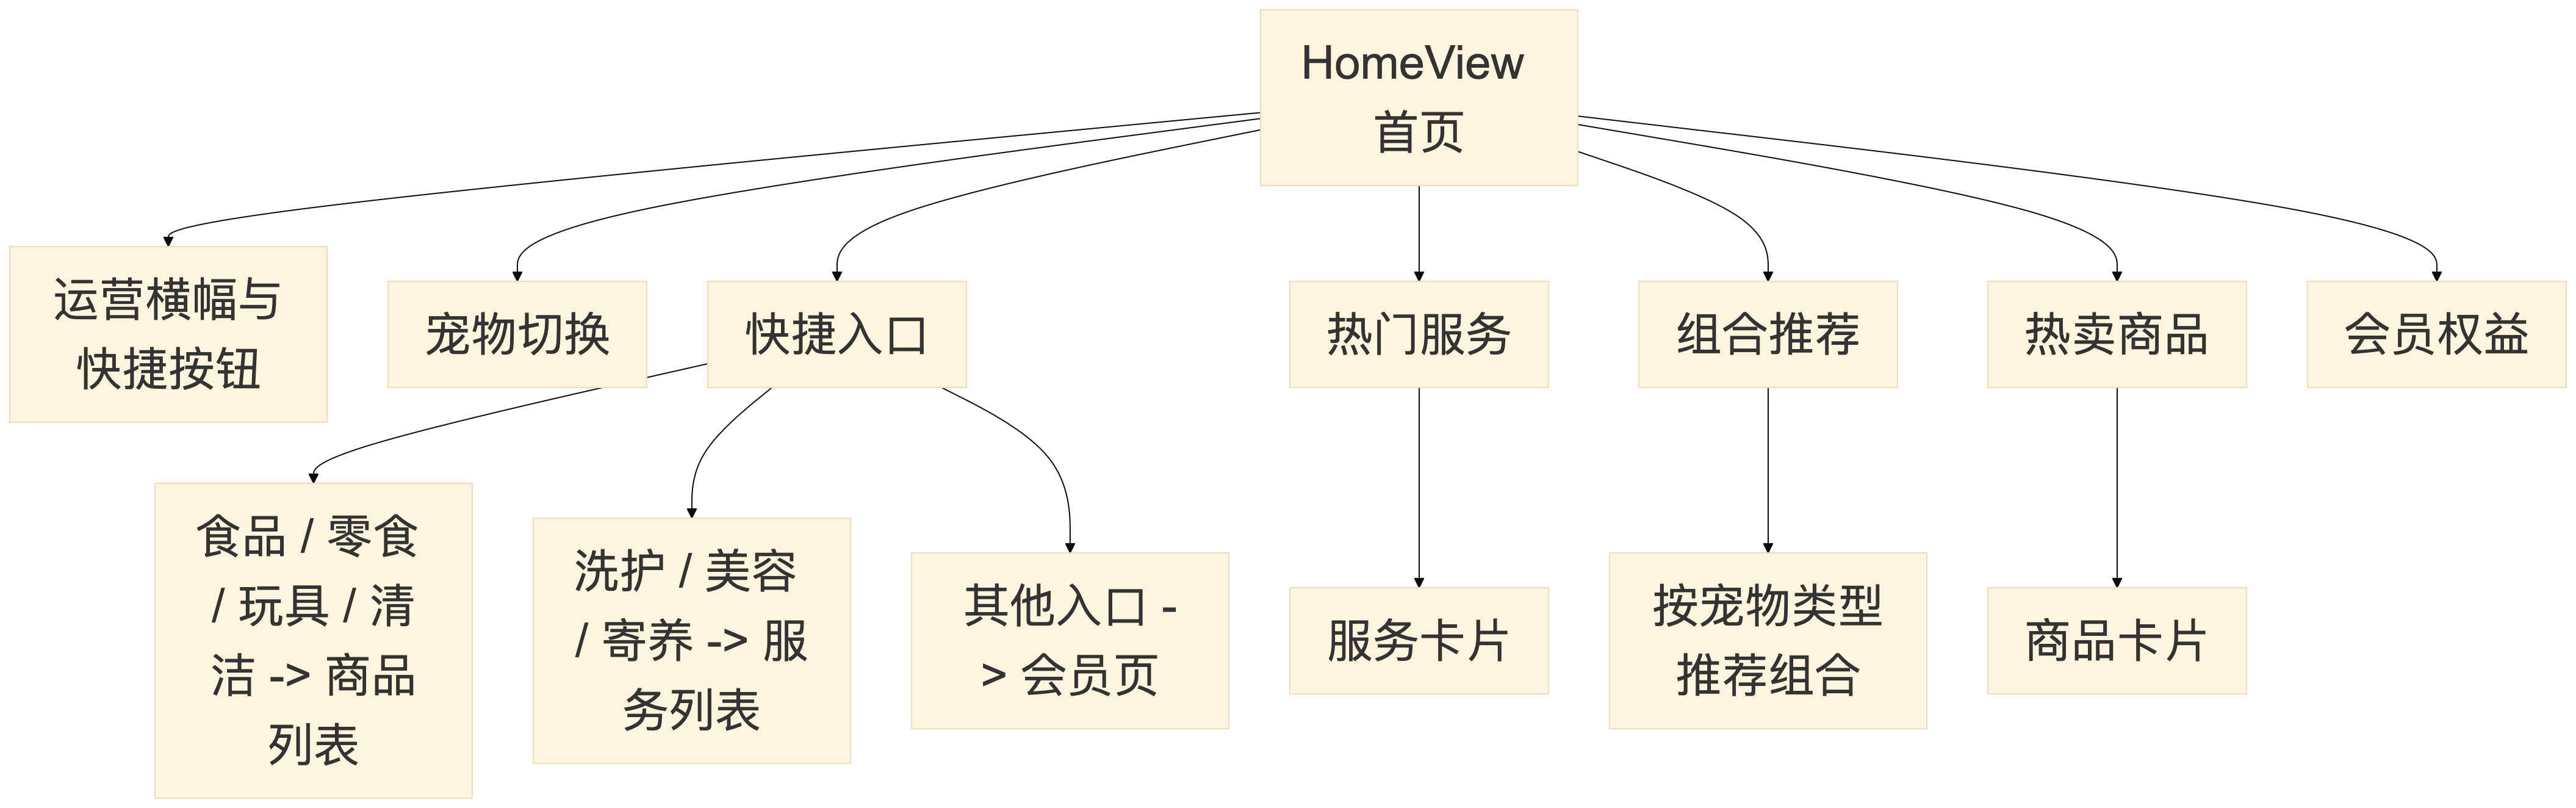 HomeView
首页
运营横幅与
快捷按钮
宠物切换
快捷入口
热门服务
组合推荐
热卖商品
会员权益
食品 / 零食
/ 玩具 / 清
洁 -> 商品
列表
洗护 / 美容
/ 寄养 -> 服
务列表
其他入口 -
> 会员页
服务卡片
按宠物类型
推荐组合
商品卡片